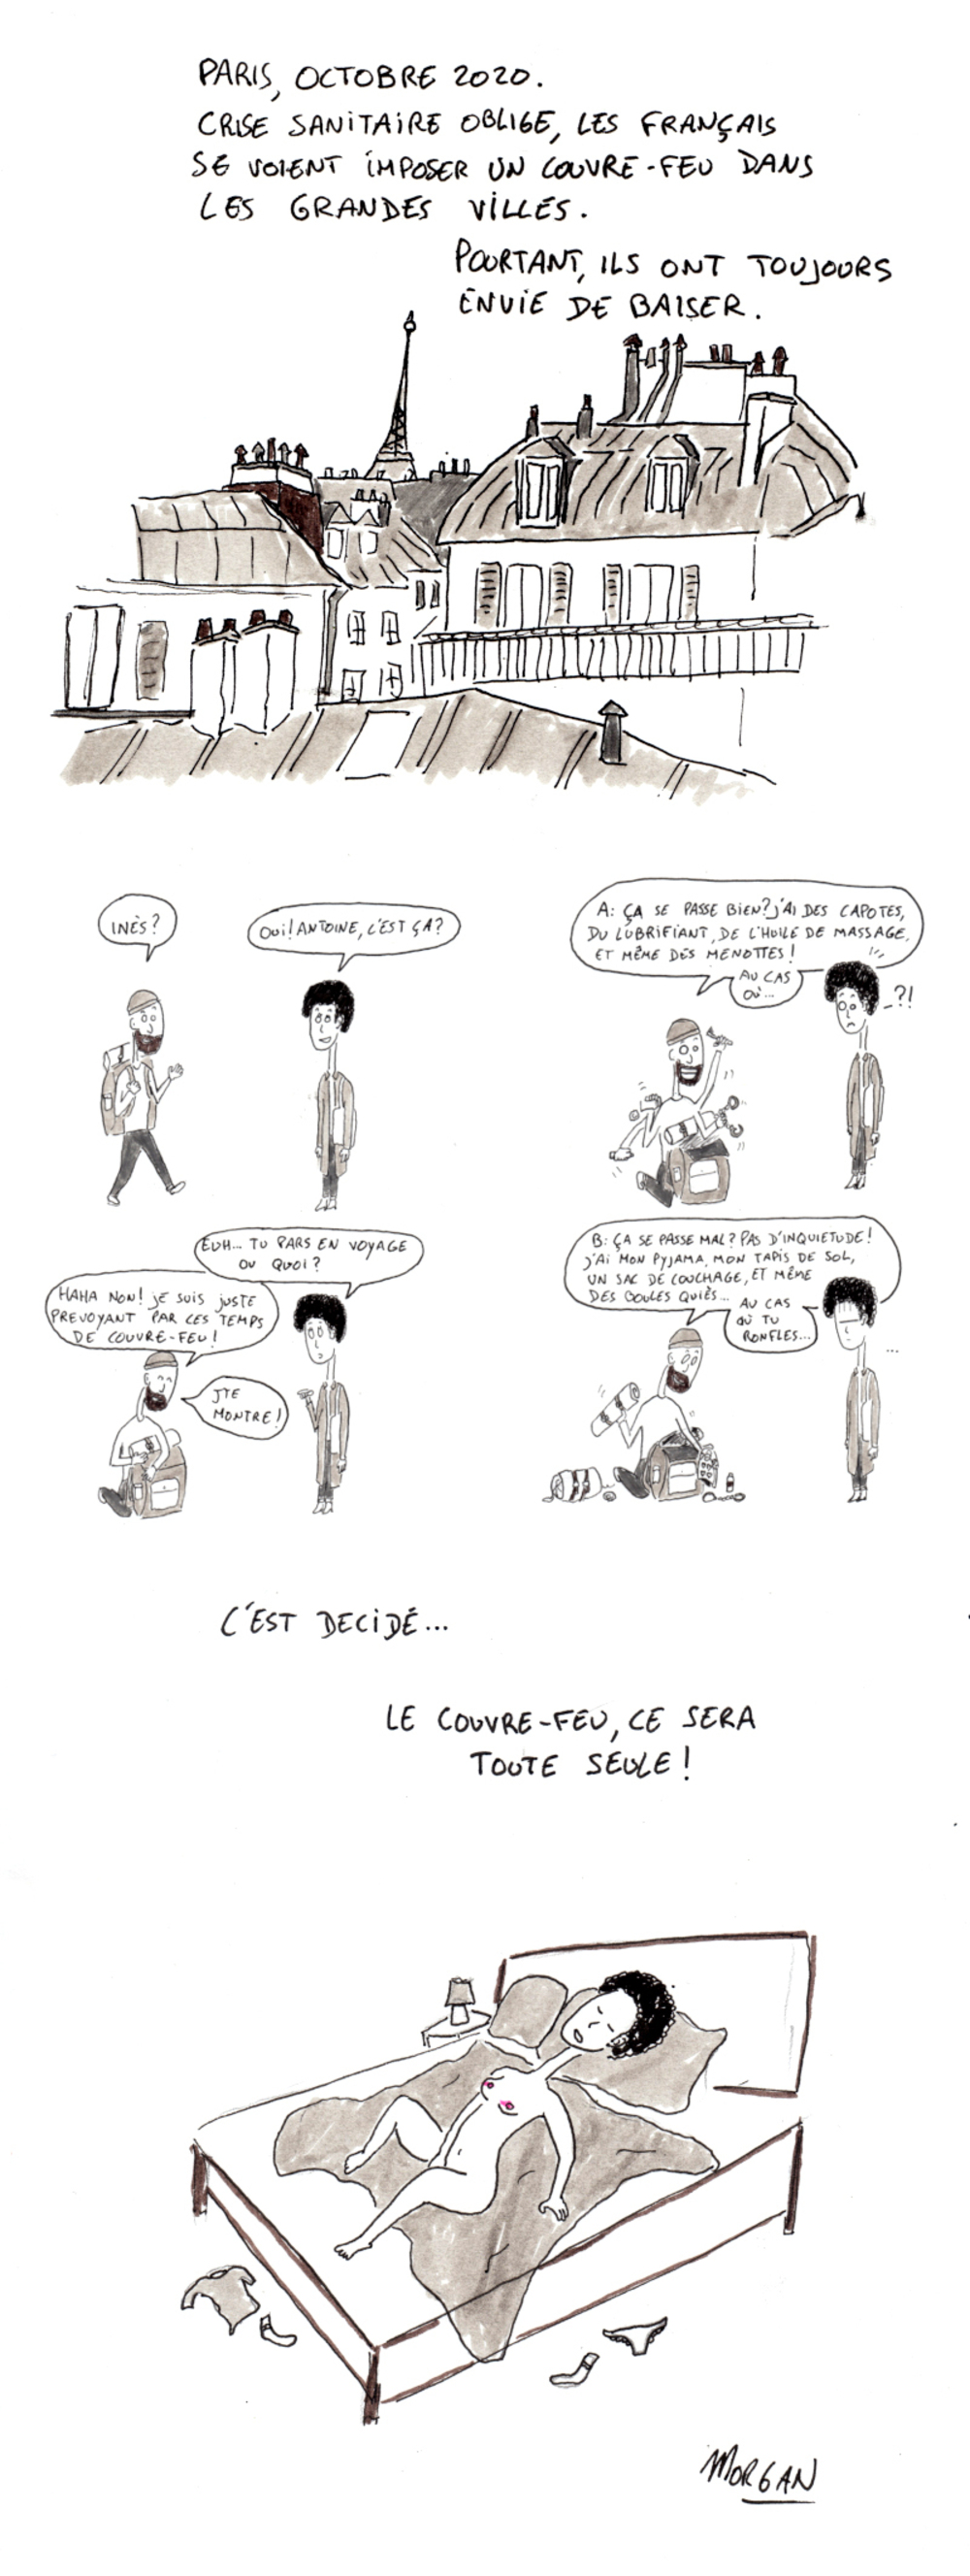 PARIS, OCTOBRE 2020.
CRISE SANITAIRE OBLIGE, LES FRANÇAIS
SE VOIENT IMPOSER UN COUVRE-FEU DANS
LES GRANDES VILLES.
POURTANT, ILS ONT TOUJOURS
ENVIE DE BAISER.
INÈS?
OUI! ANTOINE, C'EST ÇA?
EUH... TU PARS EN VOYAGE
OU QUOI?
HAHA NON! JE SUIS JUSTE
PREVOYANT PAR CES TEMPS
DE COUVRE-FEU!
J'TE
MONTRE!
A: ÇA SE PASSE BIEN? J'AI DES CAPOTES,
DU LUBRIFIANT, DE L'HUILE DE MASSAGE,
ET MÊME DES MENOTTES!
AU CAS
OÙ...
?!
B: ÇA SE PASSE MAL? PAS D'INQUIETUDE!
J'AI MON PYJAMA, MON TAPIS DE SOL,
UN SAC DE COUCHAGE, ET MÊME
DES BOULES QUIÈS...
AU CAS
OÙ TU
RONFLES...
...
C'EST DECIDÉ...
LE COUVRE-FEU, CE SERA
TOUTE SEULE!
MORGAN